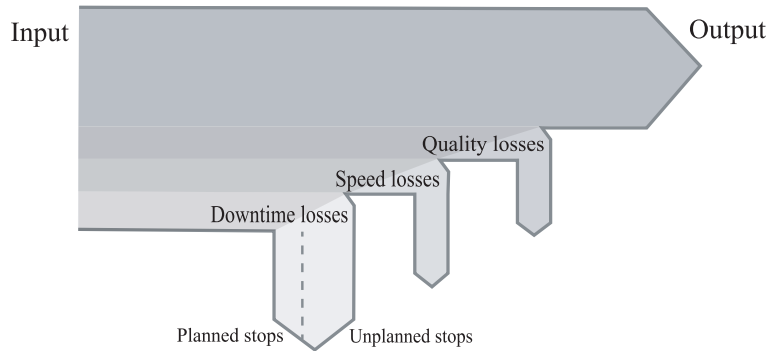 Input
Output
Quality losses
Speed losses
Downtime losses
Planned stops
Unplanned stops